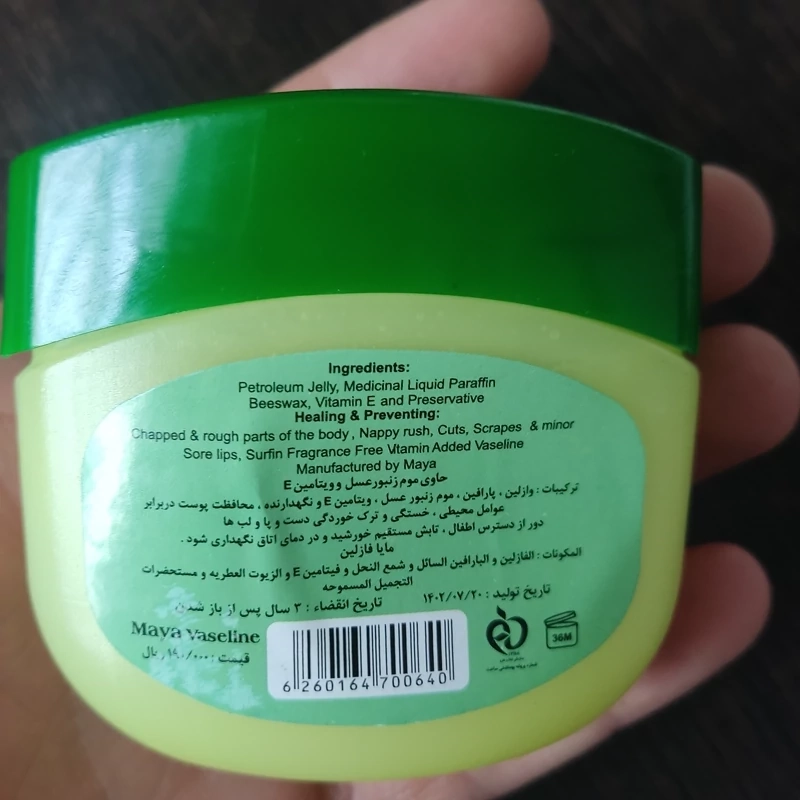 Ingredients:
Petroleum Jelly, Medicinal Liquid Paraffin
Beeswax, Vitamin E and Preservative
Healing & Preventing:
Chapped & rough parts of the body, Nappy rush, Cuts, Scrapes & minor
Sore lips, Surfin Fragrance Free Vitamin Added Vaseline
Manufactured by Maya
حاوی موم زنبورعسل و ویتامین E
ترکیبات : وازلین ، پارافین ، موم زنبور عسل ، ویتامین E و نگهدارنده ، محافظت پوست دربرابر
عوامل محیطی ، خستگی و ترک خوردگی دست و پا و لب ها
دور از دسترس اطفال ، تابش مستقیم خورشید و در دمای اتاق نگهداری شود .
مایا فازلین
المکونات : الفازلین و البارافین السائل و شمع النحل و فیتامین E و الزیوت العطریه و مستحضرات
التجمیل المسموحه
تاریخ تولید : ۱۴۰۲/۰۷/۲۰
تاریخ انقضاء : ۳ سال پس از باز شدن
Maya Vaseline
قیمت : ۱۹۰/۰۰۰ ریال
6 260164 700640
36M